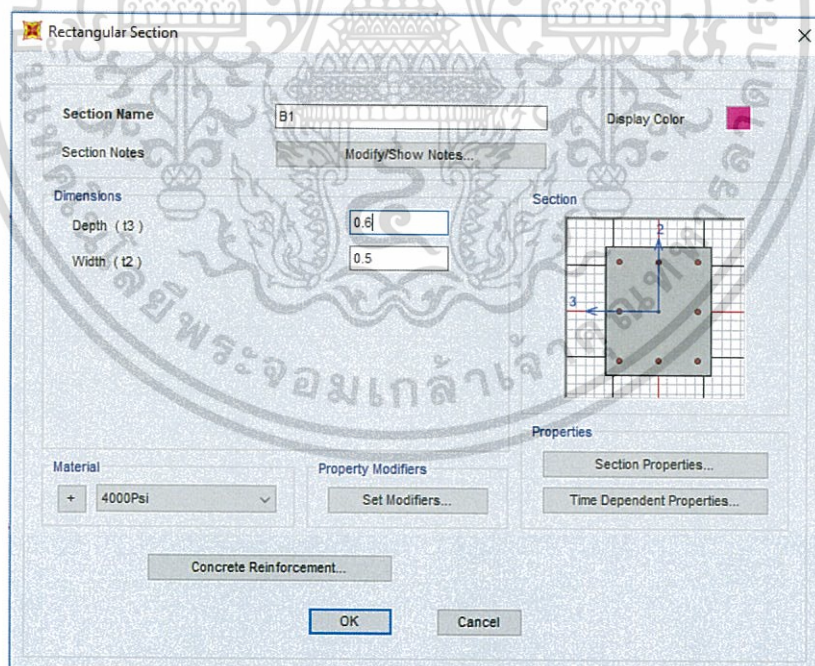 Rectangular Section
Section Name
B1
Display Color
Section Notes
Modify/Show Notes...
Dimensions
Depth ( t3 )
0.6
Width ( t2 )
0.5
Section
2
3
Properties
Section Properties...
Time Dependent Properties...
Material
+ 4000Psi
Property Modifiers
Set Modifiers...
Concrete Reinforcement...
OK
Cancel